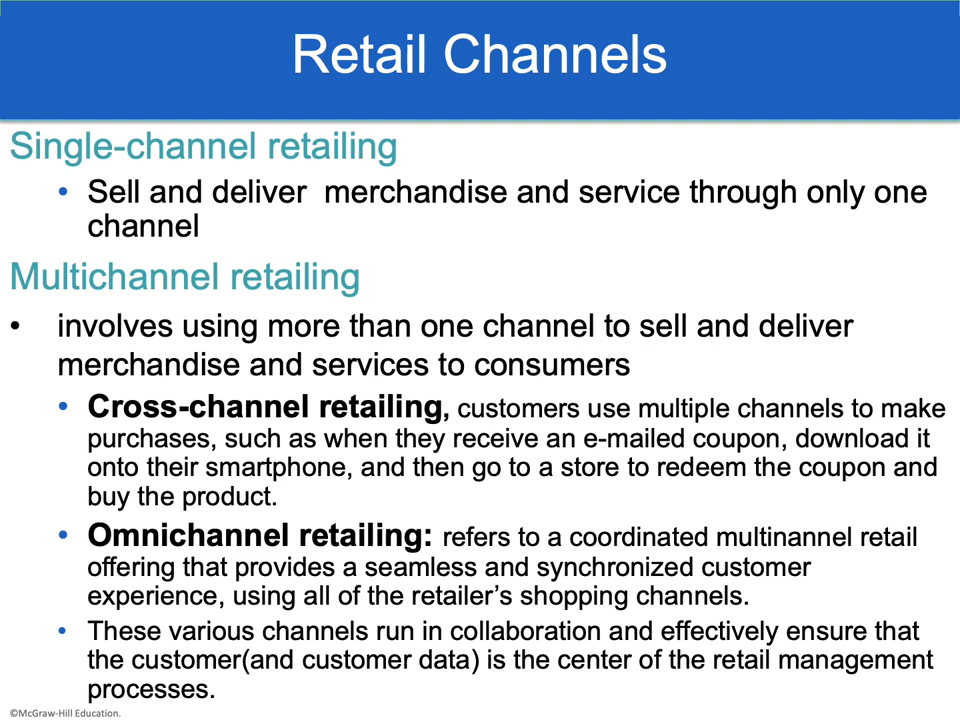 Retail Channels
Single-channel retailing
• Sell and deliver  merchandise and service through only one
channel
Multichannel retailing
• involves using more than one channel to sell and deliver
merchandise and services to consumers
• Cross-channel retailing, customers use multiple channels to make
purchases, such as when they receive an e-mailed coupon, download it
onto their smartphone, and then go to a store to redeem the coupon and
buy the product.
• Omnichannel retailing: refers to a coordinated multinannel retail
offering that provides a seamless and synchronized customer
experience, using all of the retailer’s shopping channels.
• These various channels run in collaboration and effectively ensure that
the customer(and customer data) is the center of the retail management
processes.
©McGraw-Hill Education.